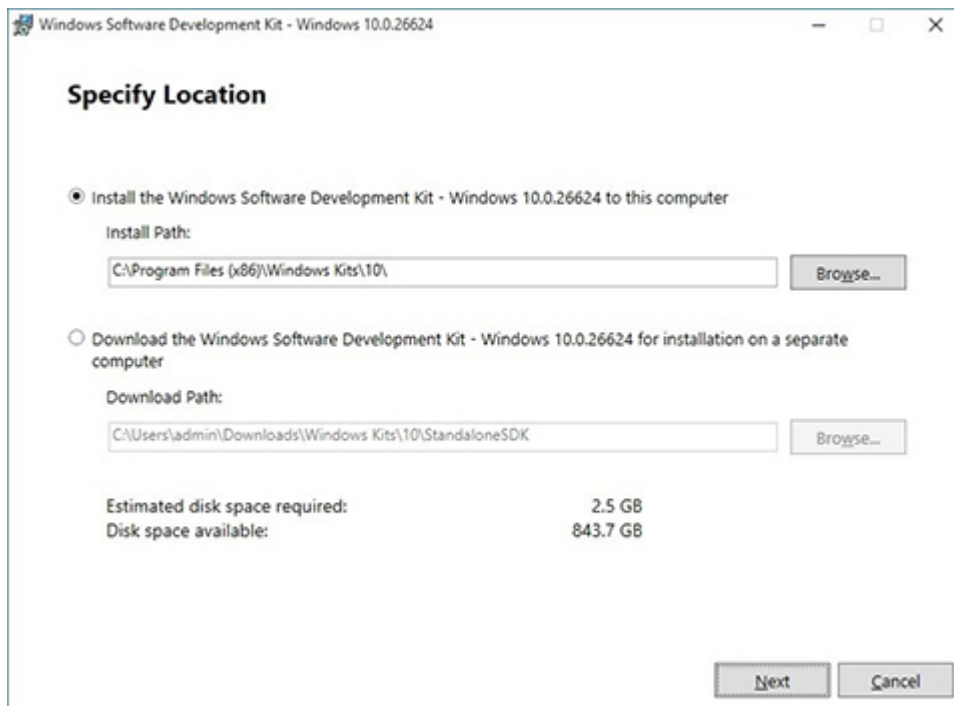 Windows Software Development Kit - Windows 10.0.26624
Specify Location
Install the Windows Software Development Kit - Windows 10.0.26624 to this computer
Install Path:
C:\Program Files (x86)\Windows Kits\10\
Browse...
Download the Windows Software Development Kit - Windows 10.0.26624 for installation on a separate
computer
Download Path:
C:\Users\admin\Downloads\Windows Kits\10\StandaloneSDK
Browse...
Estimated disk space required: 2.5 GB
Disk space available: 843.7 GB
Next Cancel